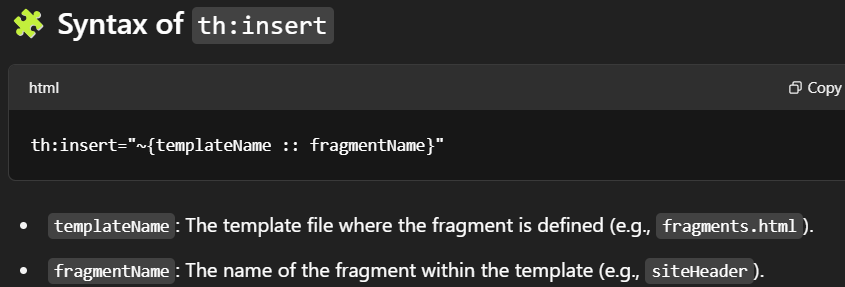 Syntax of th:insert
html Copy
th:insert="~{templateName :: fragmentName}"
• templateName: The template file where the fragment is defined (e.g., fragments.html).
• fragmentName: The name of the fragment within the template (e.g., siteHeader).